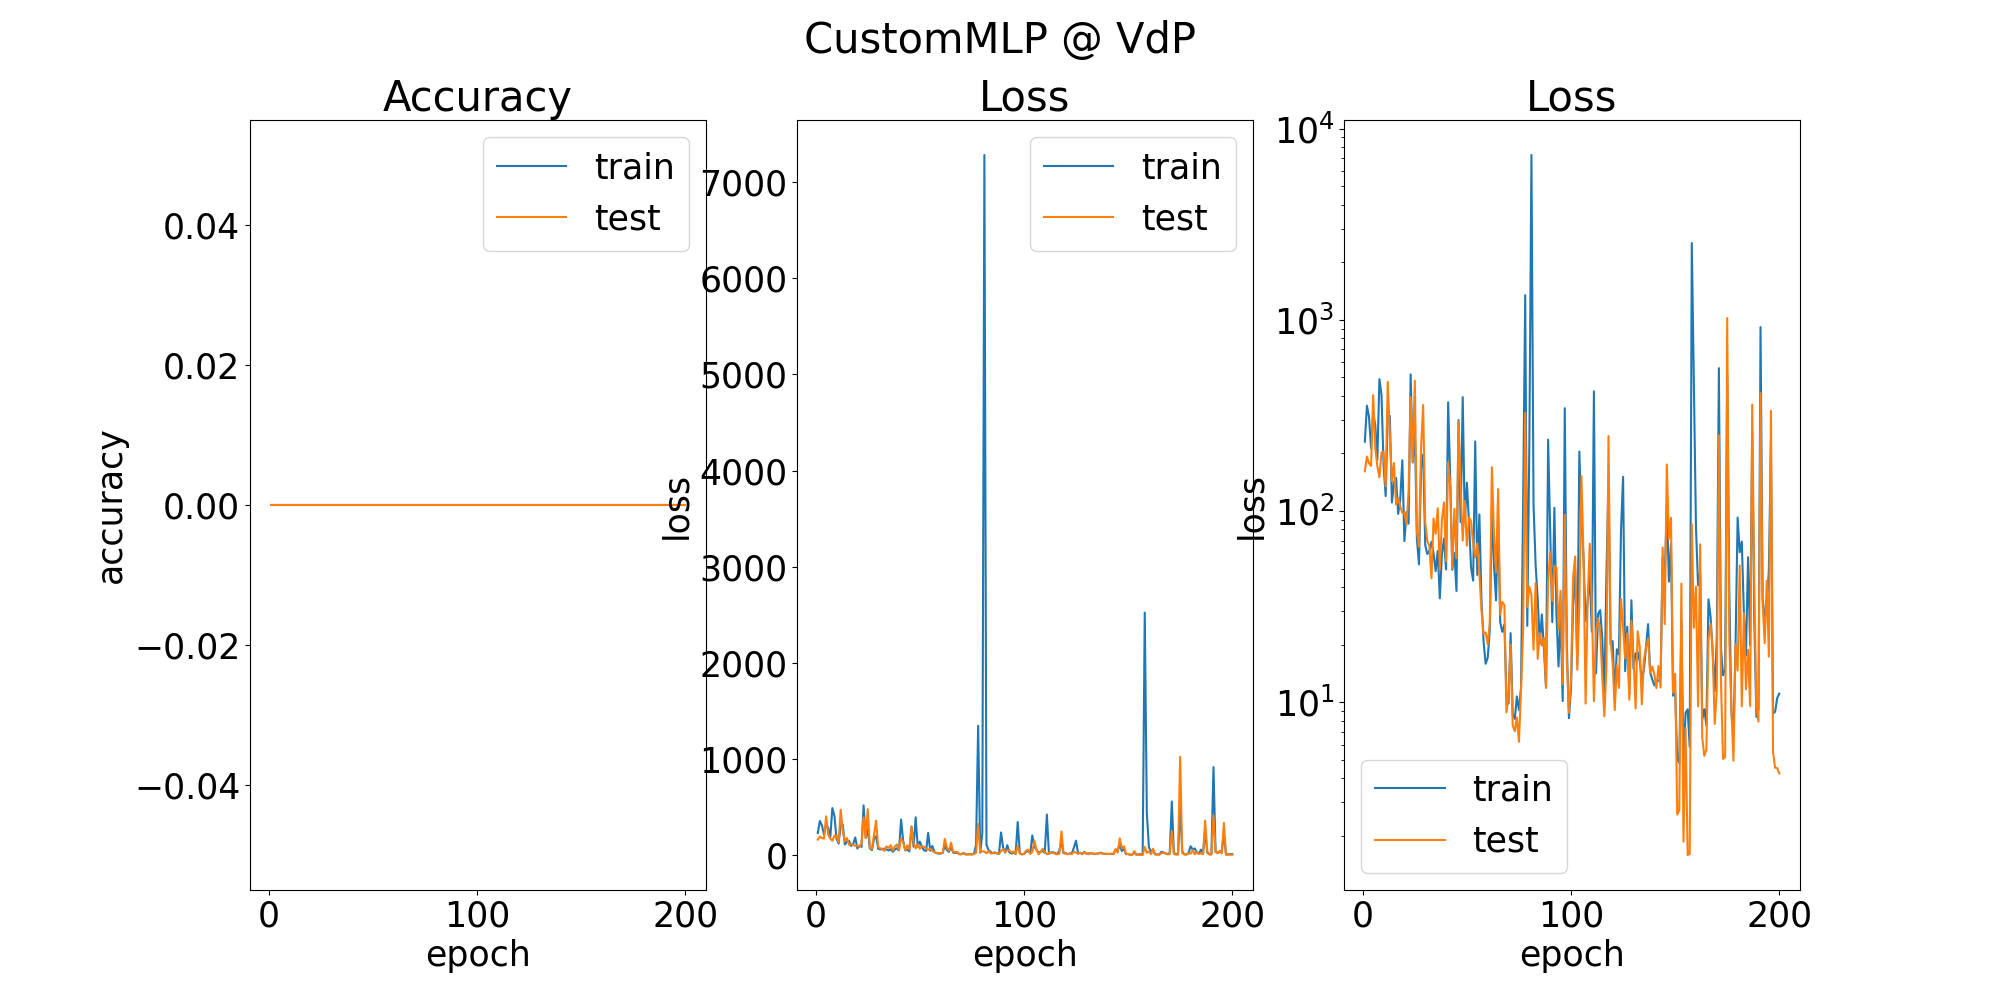 CustomMLP @ VdP
Accuracy
accuracy
0.04
0.02
0.00
−0.02
−0.04
train
test
0
100
200
epoch
Loss
loss
7000
6000
5000
4000
3000
2000
1000
0
train
test
0
100
200
epoch
Loss
loss
10⁴
10³
10²
10¹
train
test
0
100
200
epoch